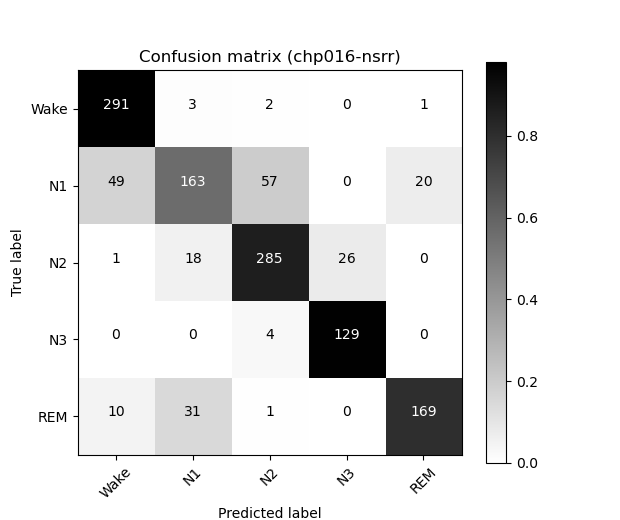 Confusion matrix (chp016-nsrr)
Wake 291 3 2 0 1
N1 49 163 57 0 20
N2 1 18 285 26 0
N3 0 0 4 129 0
REM 10 31 1 0 169
Wake N1 N2 N3 REM
Predicted label
True label
0.8
0.6
0.4
0.2
0.0